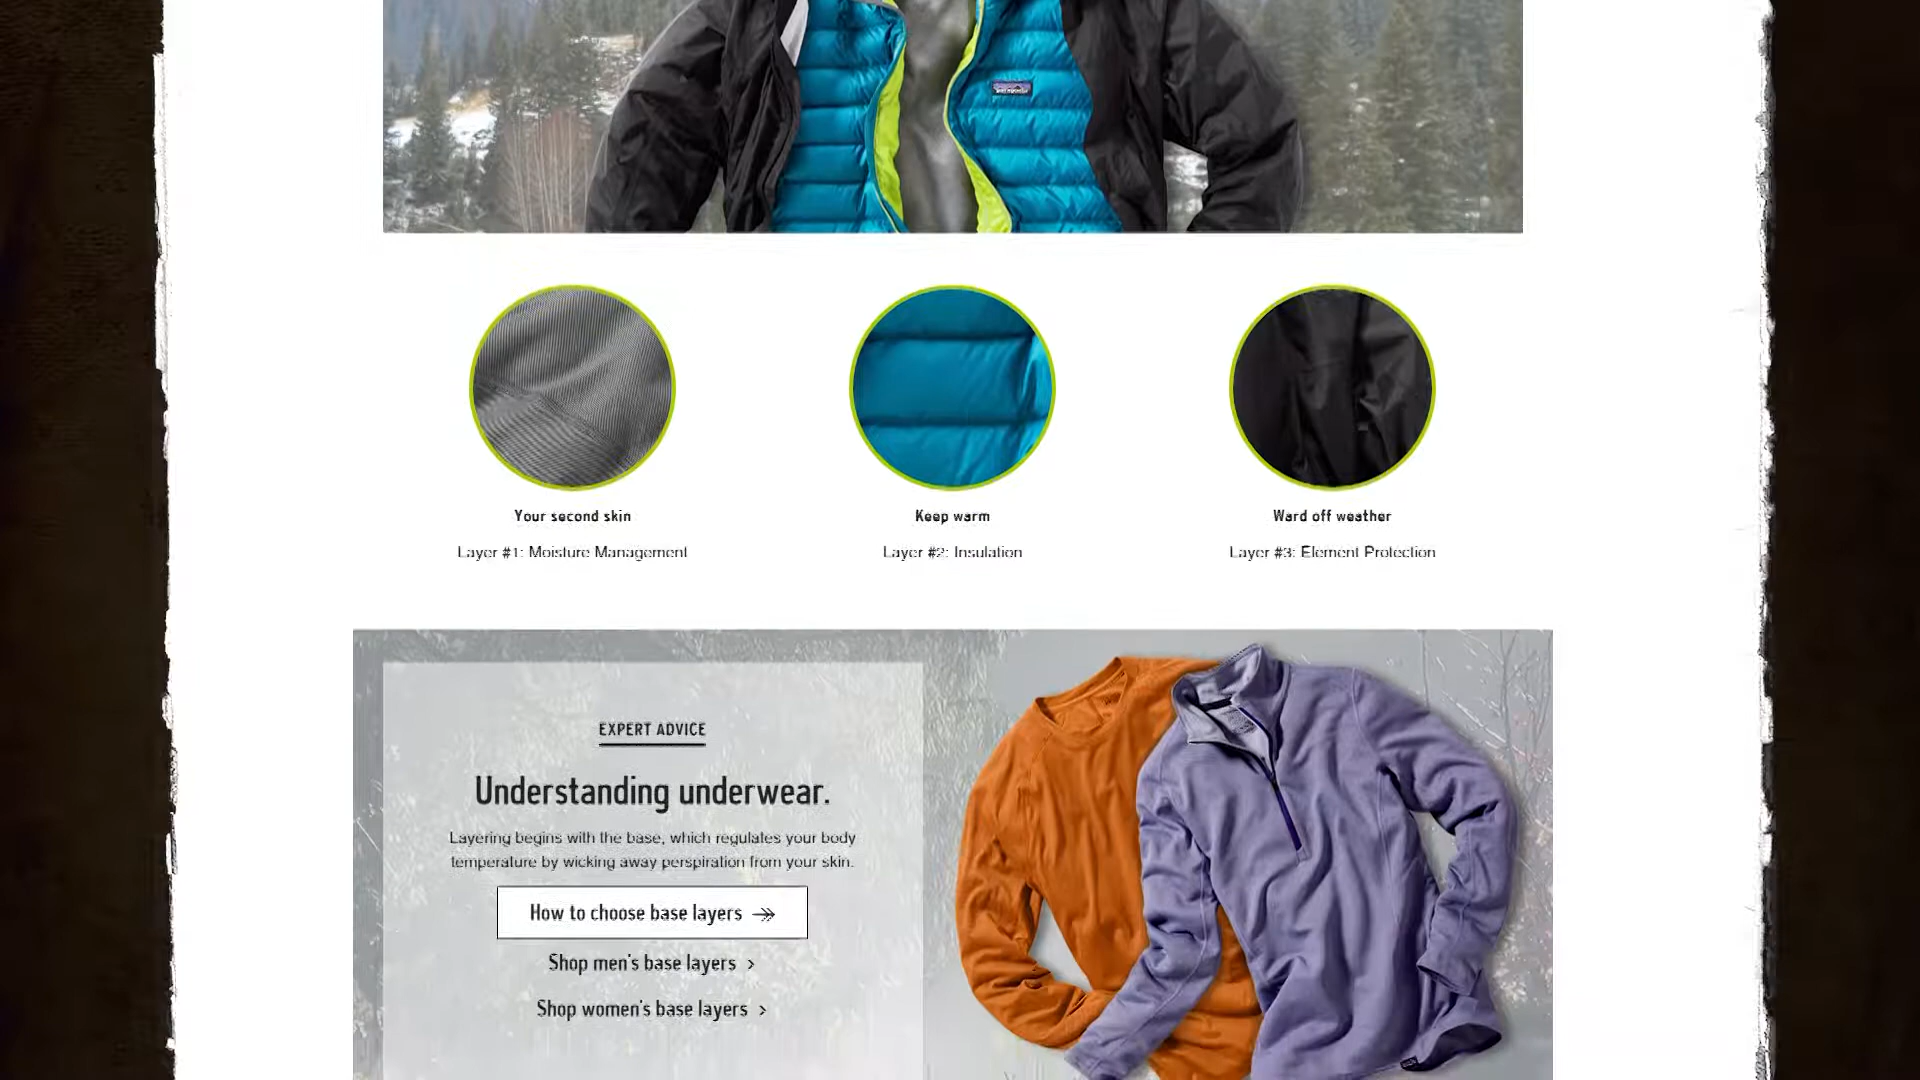 patagonia
Your second skin
Keep warm
Ward off weather
Layer #1: Moisture Management
Layer #2: Insulation
Layer #3: Element Protection
EXPERT ADVICE
Understanding underwear.
Layering begins with the base, which regulates your body
temperature by wicking away perspiration from your skin.
How to choose base layers
Shop men's base layers >
Shop women's base layers >